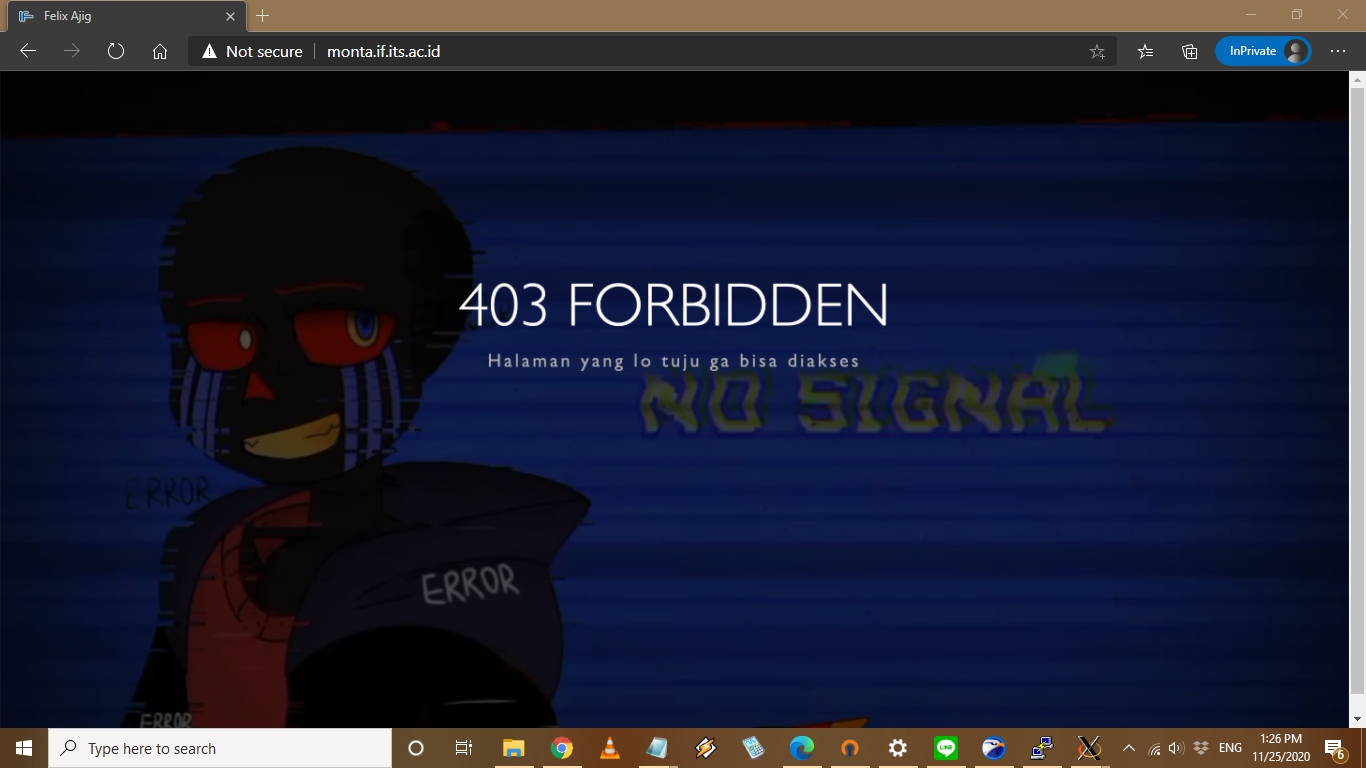 Felix Ajig
Not secure
monta.if.its.ac.id
InPrivate
403 FORBIDDEN
Halaman yang lo tuju ga bisa diakses
NO SIGNAL
ERROR
ERROR
ERROR
Type here to search
LINE
ENG
1:26 PM
11/25/2020
6